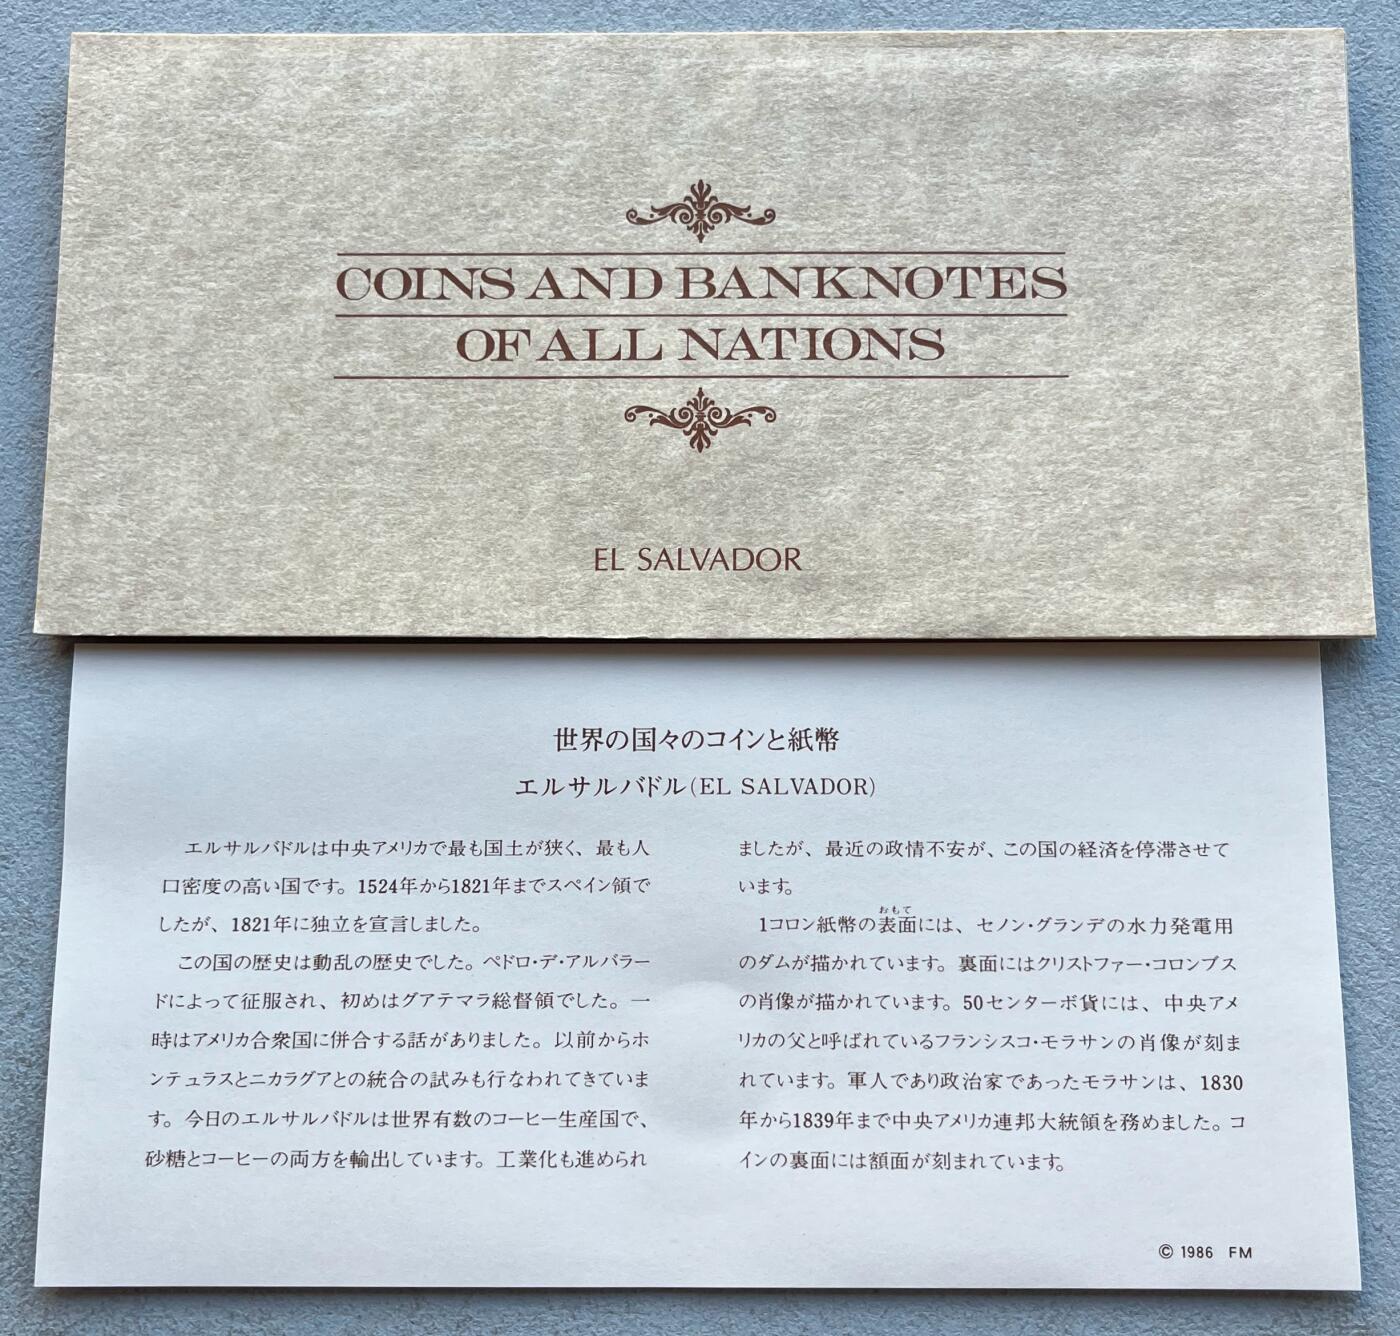 COINS AND BANKNOTES
OF ALL NATIONS
EL SALVADOR
世界の国々のコインと紙幣
エルサルバドル(EL SALVADOR)
エルサルバドルは中央アメリカで最も国土が狭く、最も人
口密度の高い国です。1524年から1821年までスペイン領で
したが、1821年に独立を宣言しました。
この国の歴史は動乱の歴史でした。ペドロ・デ・アルバラー
ドによって征服され、初めはグアテマラ総督領でした。一
時はアメリカ合衆国に併合する話がありました。以前からホ
ンテュラスとニカラグアとの統合の試みも行なわれてきていま
す。今日のエルサルバドルは世界有数のコーヒー生産国で、
砂糖とコーヒーの両方を輸出しています。工業化も進められ
ましたが、最近の政情不安が、この国の経済を停滞させて
います。
おもて
1コロン紙幣の表面には、セノン・グランデの水力発電用
のダムが描かれています。裏面にはクリストファー・コロンブス
の肖像が描かれています。50センターボ貨には、中央アメ
リカの父と呼ばれているフランシスコ・モラサンの肖像が刻ま
れています。軍人であり政治家であったモラサンは、1830
年から1839年まで中央アメリカ連邦大統領を務めました。コ
インの裏面には額面が刻まれています。
© 1986 FM